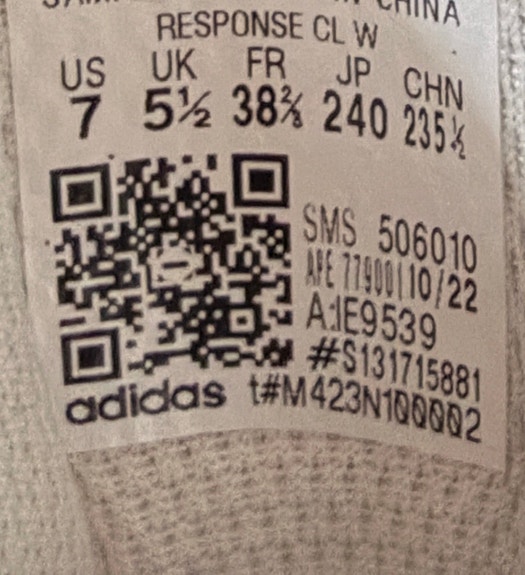 CHINA
RESPONSE CL W
US UK FR JP CHN
7 5½ 38⅔ 240 235½
SMS 506010
APE 779001 10/22
A:IE9539
#S131715881
adidas t#M423N100002